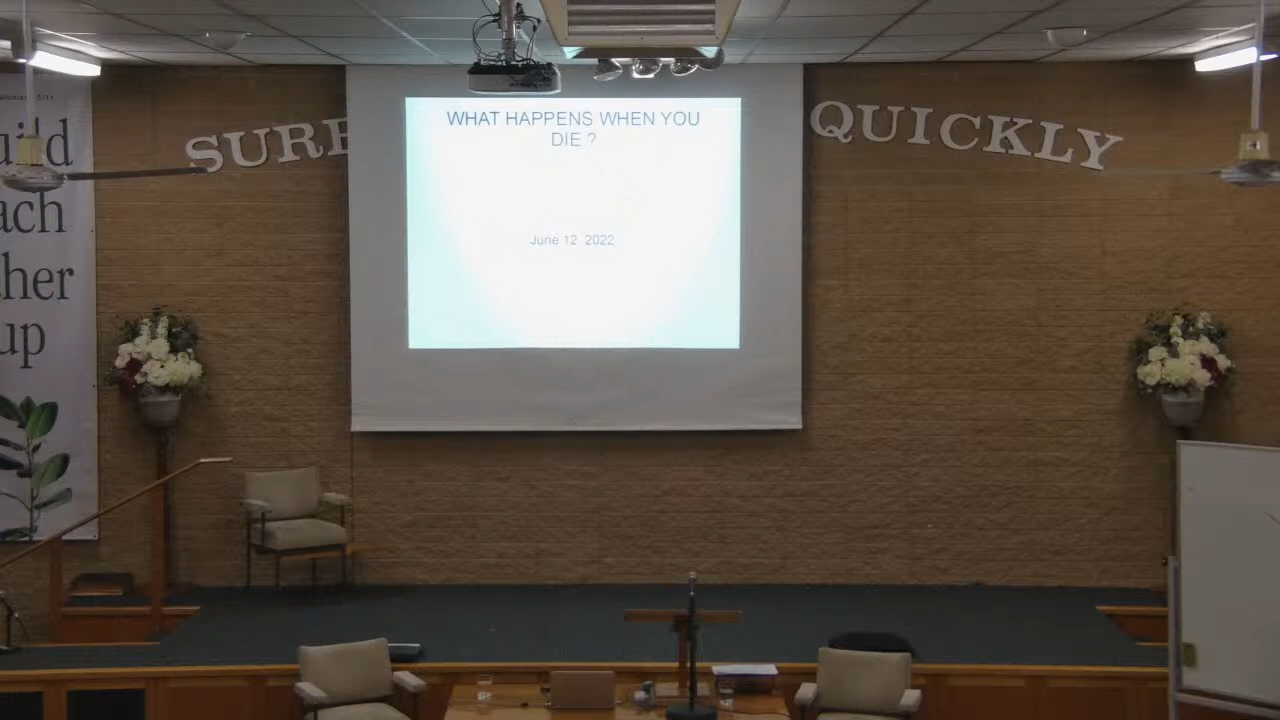 uild
ach
her
up
SURE
QUICKLY
WHAT HAPPENS WHEN YOU
DIE ?
June 12 2022